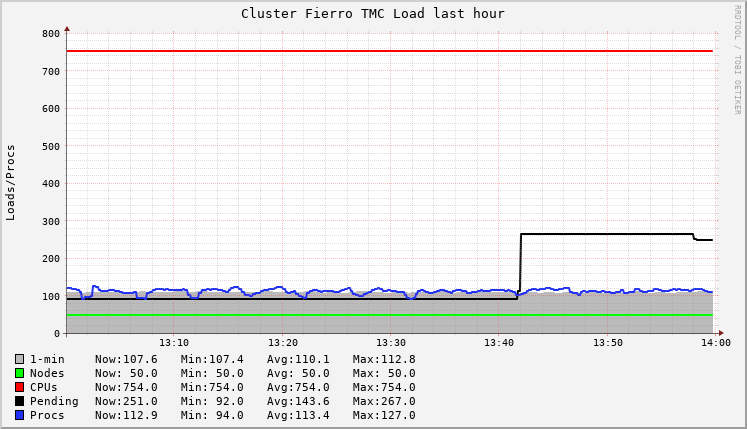 Cluster Fierro TMC Load last hour
RRDTOOL / TOBI OETIKER
Loads/Procs
800
700
600
500
400
300
200
100
0
13:10 13:20 13:30 13:40 13:50 14:00
1-min Now:107.6 Min:107.4 Avg:110.1 Max:112.8
Nodes Now: 50.0 Min: 50.0 Avg: 50.0 Max: 50.0
CPUs Now:754.0 Min:754.0 Avg:754.0 Max:754.0
Pending Now:251.0 Min: 92.0 Avg:143.6 Max:267.0
Procs Now:112.9 Min: 94.0 Avg:113.4 Max:127.0